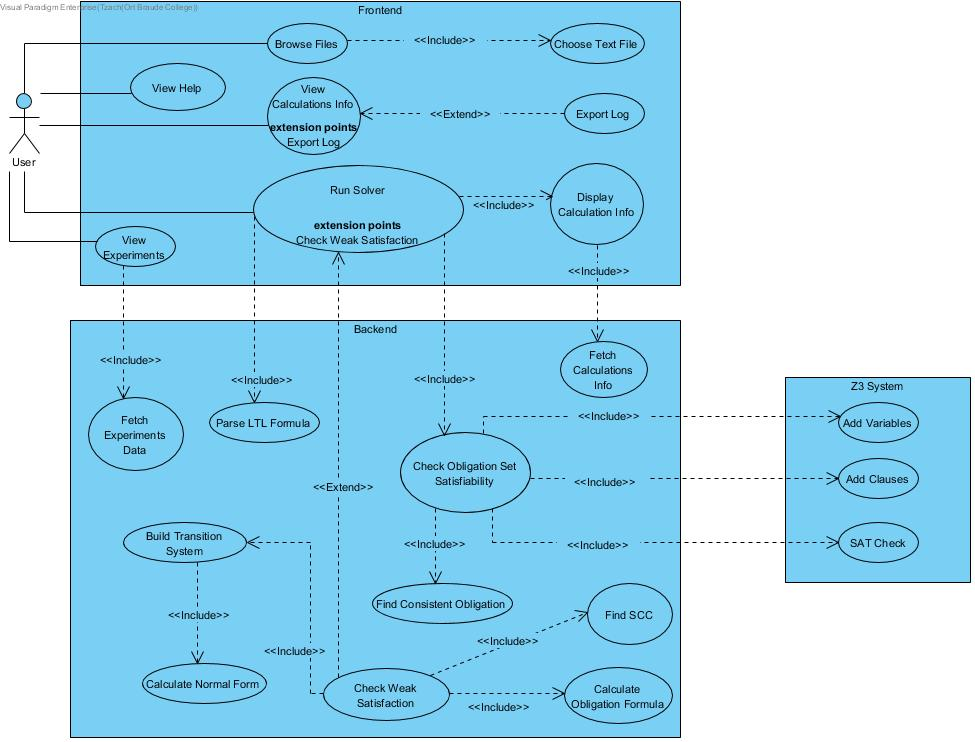 Visual Paradigm Enterprise(Tzach(Ort Braude College))
Frontend
Browse Files
<<Include>>
Choose Text File
View Help
View
Calculations Info
extension points
Export Log
<<Extend>>
Export Log
User
Run Solver
extension points
Check Weak Satisfaction
<<Include>>
Display
Calculation Info
View
Experiments
<<Include>>
Backend
<<Include>>
<<Include>>
<<Include>>
Fetch
Calculations
Info
Z3 System
Fetch
Experiments
Data
Parse LTL Formula
<<Include>>
Add Variables
Check Obligation Set
Satisfiability
<<Include>>
Add Clauses
<<Extend>>
Build Transition
System
<<Include>>
<<Include>>
SAT Check
<<Include>>
Find Consistent Obligation
Find SCC
<<Include>>
<<Include>>
Calculate Normal Form
Check Weak
Satisfaction
<<Include>>
Calculate
Obligation Formula